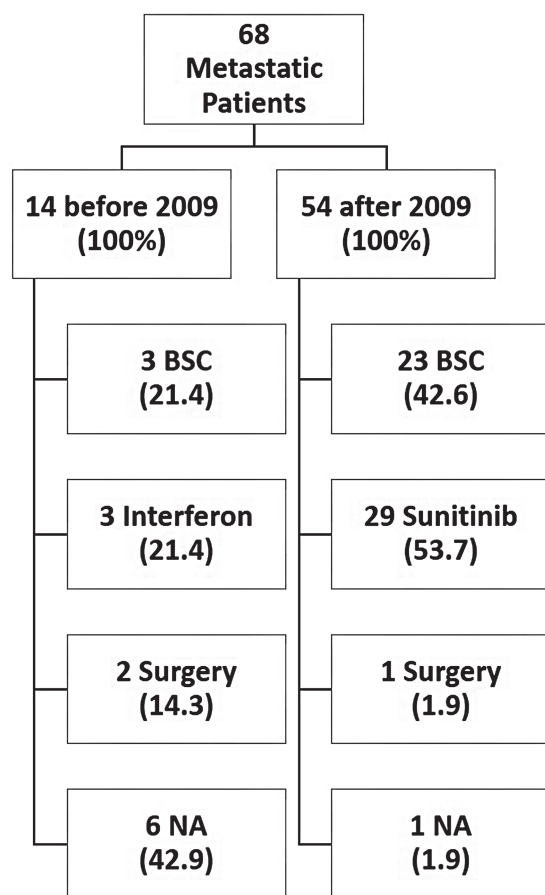 68
Metastatic
Patients
14 before 2009
(100%)
54 after 2009
(100%)
3 BSC
(21.4)
23 BSC
(42.6)
3 Interferon
(21.4)
29 Sunitinib
(53.7)
2 Surgery
(14.3)
1 Surgery
(1.9)
6 NA
(42.9)
1 NA
(1.9)